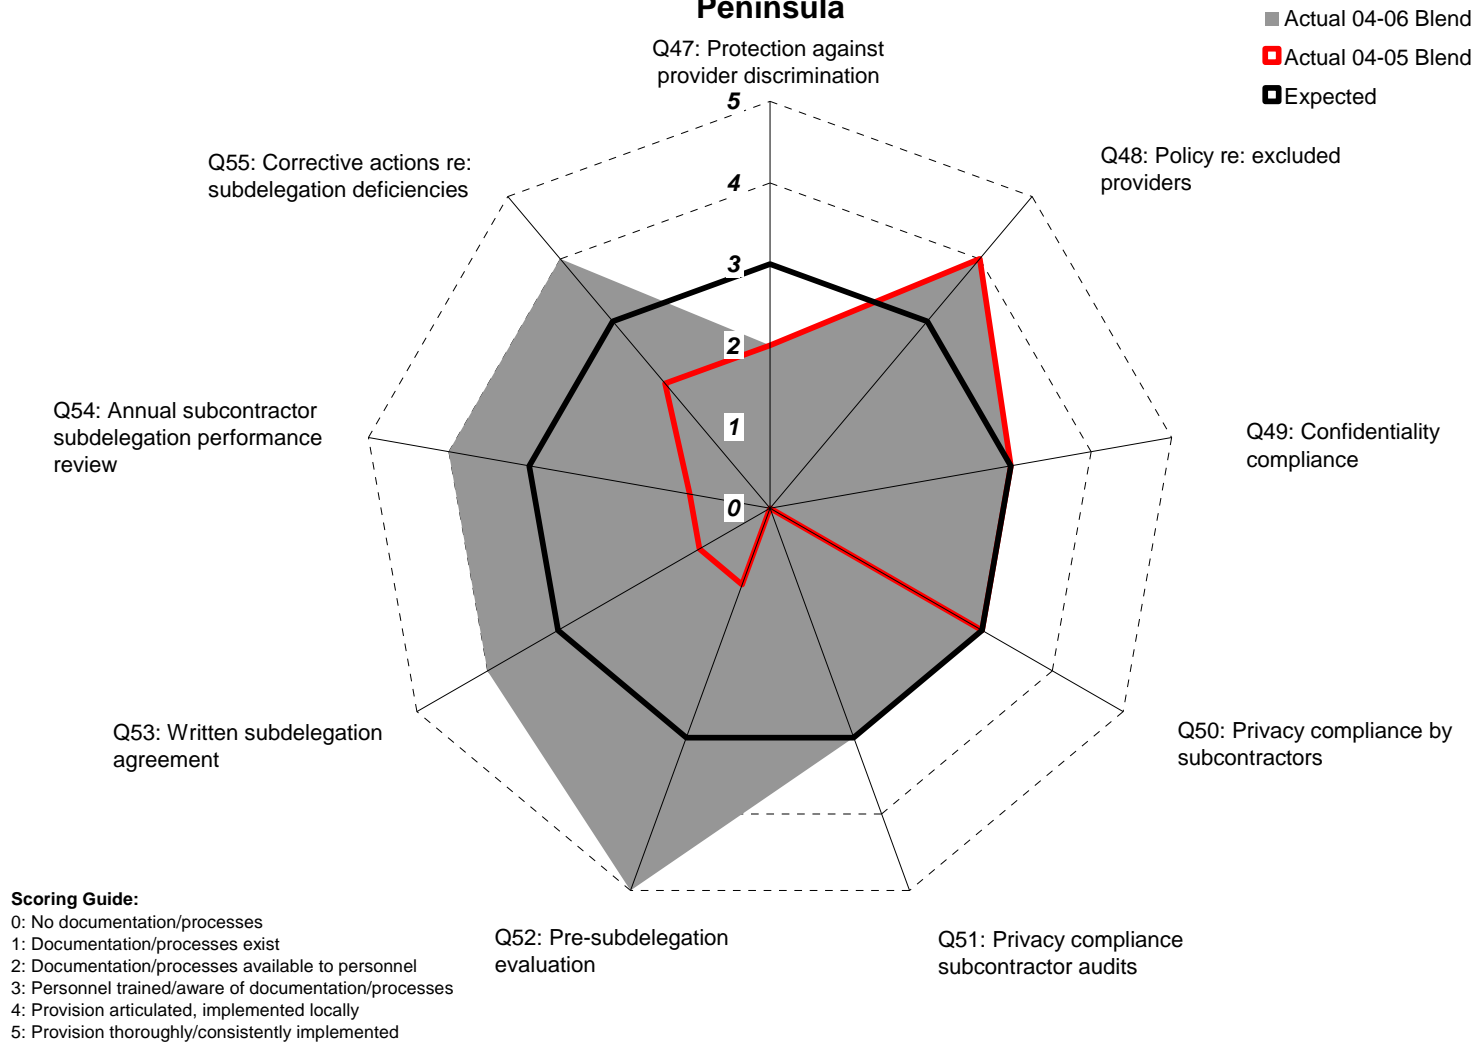 Peninsula
Actual 04-06 Blend
Actual 04-05 Blend
Expected
Q47: Protection against
provider discrimination
Q48: Policy re: excluded
providers
Q49: Confidentiality
compliance
Q50: Privacy compliance by
subcontractors
Q51: Privacy compliance
subcontractor audits
Q52: Pre-subdelegation
evaluation
Q53: Written subdelegation
agreement
Q54: Annual subcontractor
subdelegation performance
review
Q55: Corrective actions re:
subdelegation deficiencies
5
4
3
2
1
0
Scoring Guide:
0: No documentation/processes
1: Documentation/processes exist
2: Documentation/processes available to personnel
3: Personnel trained/aware of documentation/processes
4: Provision articulated, implemented locally
5: Provision thoroughly/consistently implemented